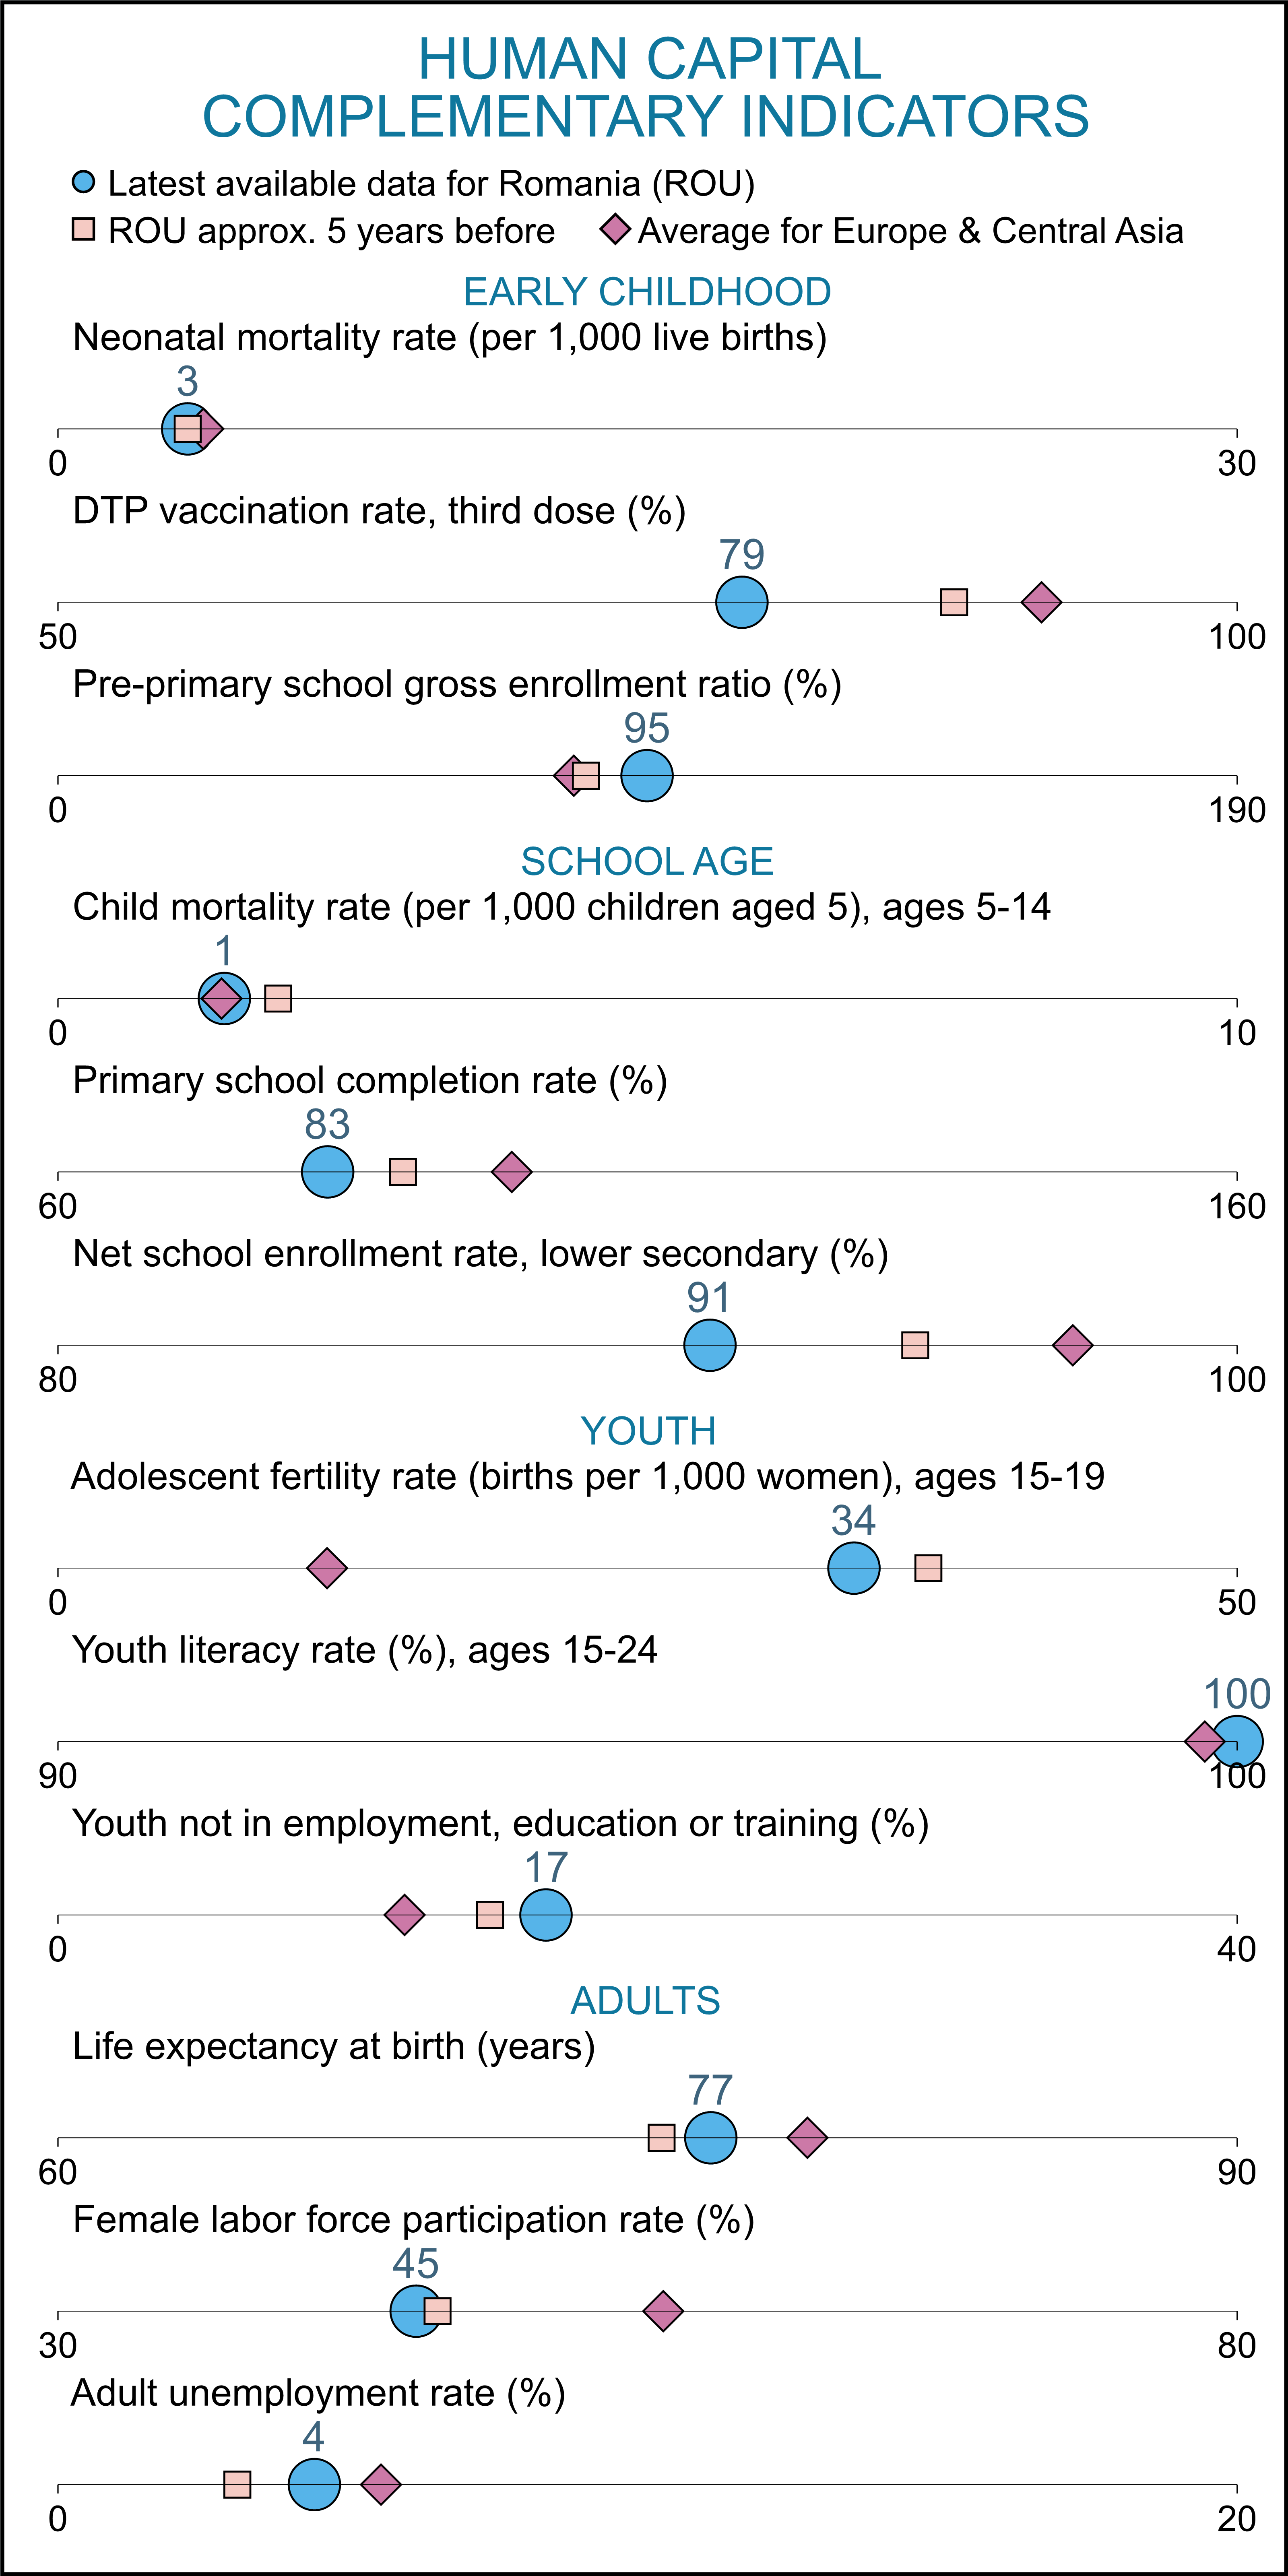 HUMAN CAPITAL
COMPLEMENTARY INDICATORS
Latest available data for Romania (ROU)
ROU approx. 5 years before Average for Europe & Central Asia
EARLY CHILDHOOD
Neonatal mortality rate (per 1,000 live births)
3
0 30
DTP vaccination rate, third dose (%)
79
50 100
Pre-primary school gross enrollment ratio (%)
95
0 190
SCHOOL AGE
Child mortality rate (per 1,000 children aged 5), ages 5-14
1
0 10
Primary school completion rate (%)
83
60 160
Net school enrollment rate, lower secondary (%)
91
80 100
YOUTH
Adolescent fertility rate (births per 1,000 women), ages 15-19
34
0 50
Youth literacy rate (%), ages 15-24
100
90 100
Youth not in employment, education or training (%)
17
0 40
ADULTS
Life expectancy at birth (years)
77
60 90
Female labor force participation rate (%)
45
30 80
Adult unemployment rate (%)
4
0 20